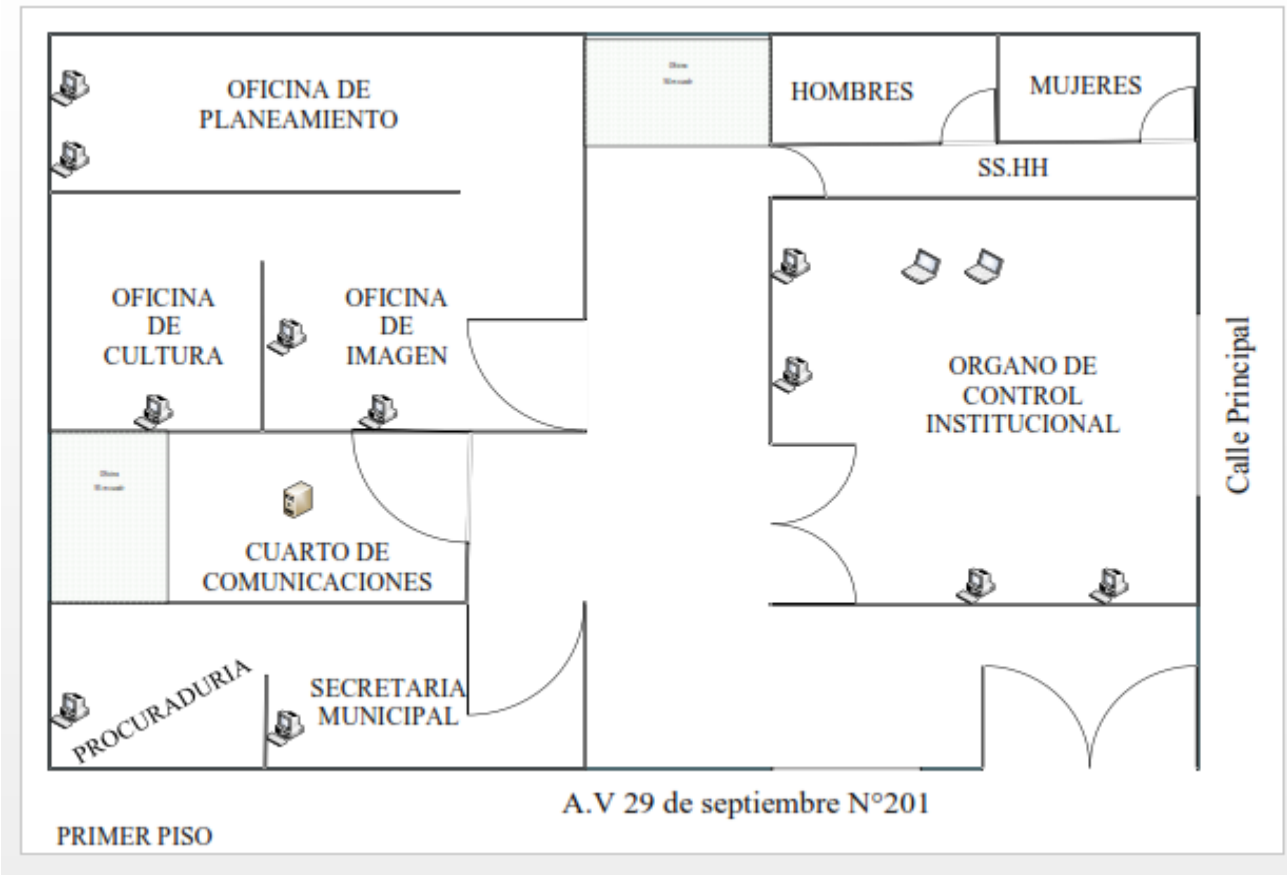 OFICINA DE
PLANEAMIENTO
HOMBRES
MUJERES
SS.HH
OFICINA
DE
CULTURA
OFICINA
DE
IMAGEN
ORGANO DE
CONTROL
INSTITUCIONAL
Calle Principal
CUARTO DE
COMUNICACIONES
PROCURADURIA
SECRETARIA
MUNICIPAL
A.V 29 de septiembre N°201
PRIMER PISO